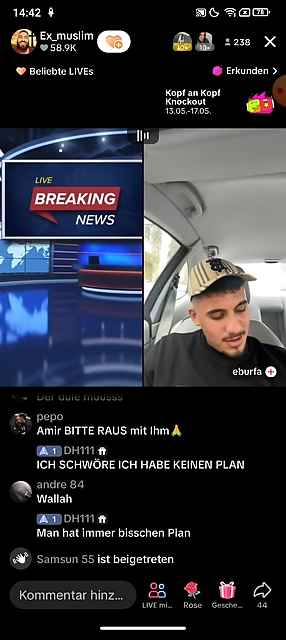 14:42
78
Ex_muslim
58.9K
238
Beliebte LIVEs
Erkunden >
Kopf an Kopf
Knockout
13.05.-17.05.
LIVE
BREAKING
NEWS
eburfa
pepo
Amir BITTE RAUS mit Ihm🙏
1 DH111
ICH SCHWÖRE ICH HABE KEINEN PLAN
andre 84
Wallah
1 DH111
Man hat immer bisschen Plan
Samsun 55 ist beigetreten
Kommentar hinz...
LIVE mi...
Rose
Gesche...
44